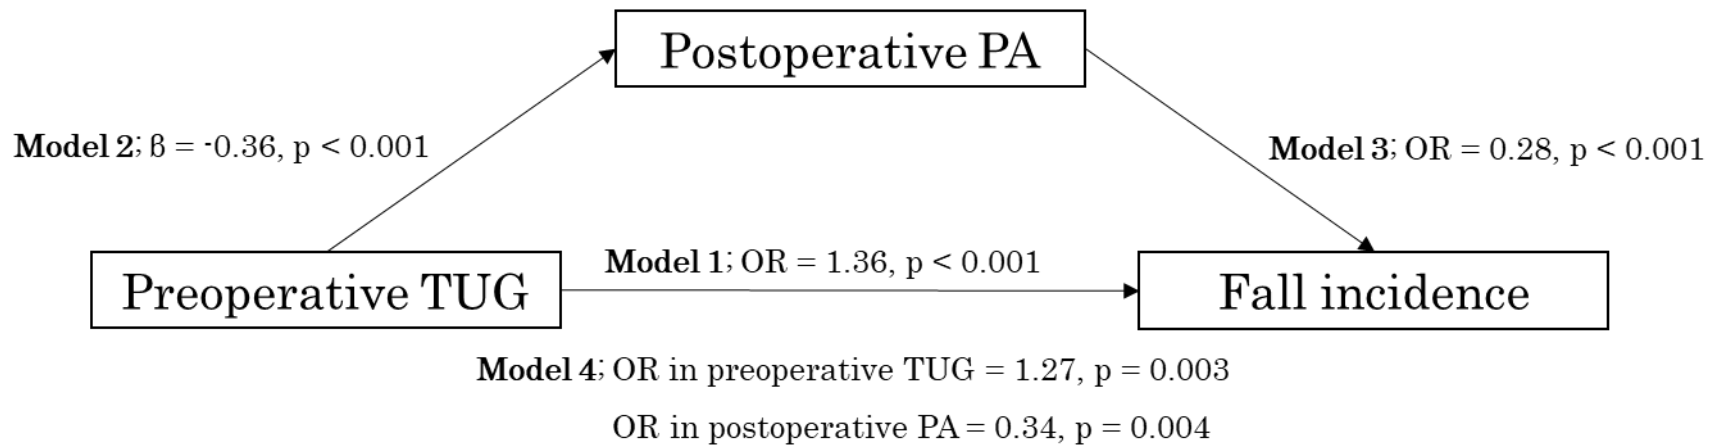 Postoperative PA
Model 2; β = -0.36, p < 0.001
Model 3; OR = 0.28, p < 0.001
Model 1; OR = 1.36, p < 0.001
Preoperative TUG
Fall incidence
Model 4; OR in preoperative TUG = 1.27, p = 0.003
OR in postoperative PA = 0.34, p = 0.004